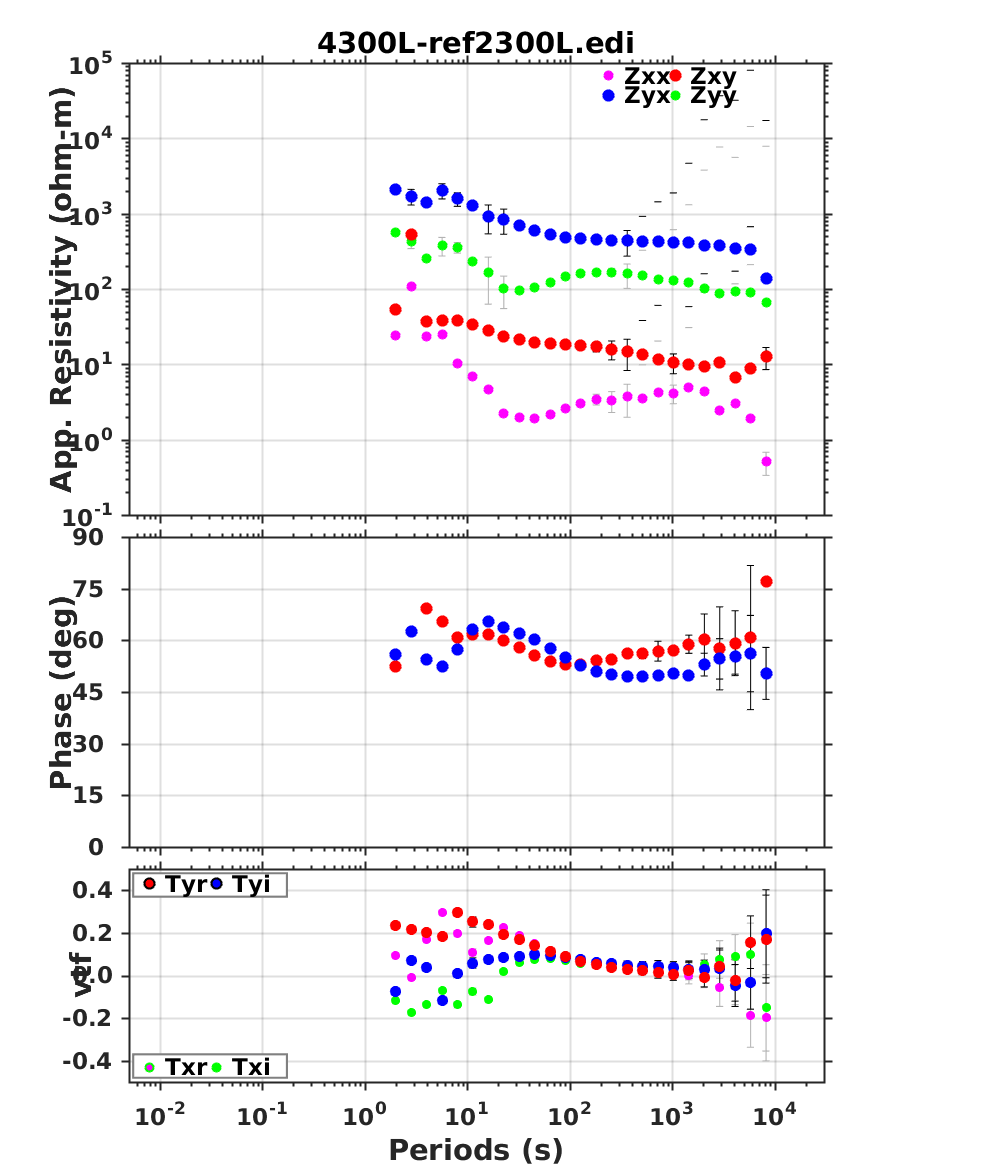 4300L-ref2300L.edi
Zxx Zxy
Zyx Zyy
App. Resistiyity (ohm-m)
10^5
10^4
10^3
10^2
10^1
10^0
10^-1
Phase (deg)
90
75
60
45
30
15
0
Tyr Tyi
vtf
0.4
0.2
0.0
-0.2
-0.4
Txr Txi
10^-2 10^-1 10^0 10^1 10^2 10^3 10^4
Periods (s)